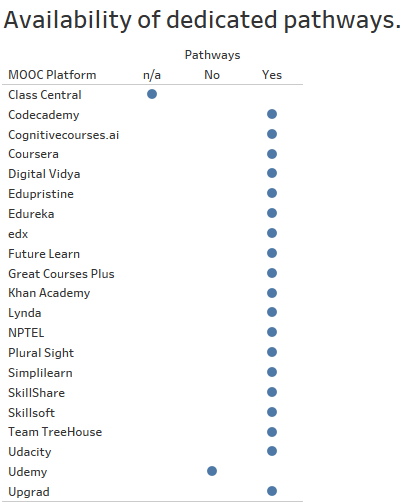 Availability of dedicated pathways.
Pathways
MOOC Platform n/a No Yes
Class Central
Codecademy
Cognitivecourses.ai
Coursera
Digital Vidya
Edupristine
Edureka
edx
Future Learn
Great Courses Plus
Khan Academy
Lynda
NPTEL
Plural Sight
Simplilearn
SkillShare
Skillsoft
Team TreeHouse
Udacity
Udemy
Upgrad